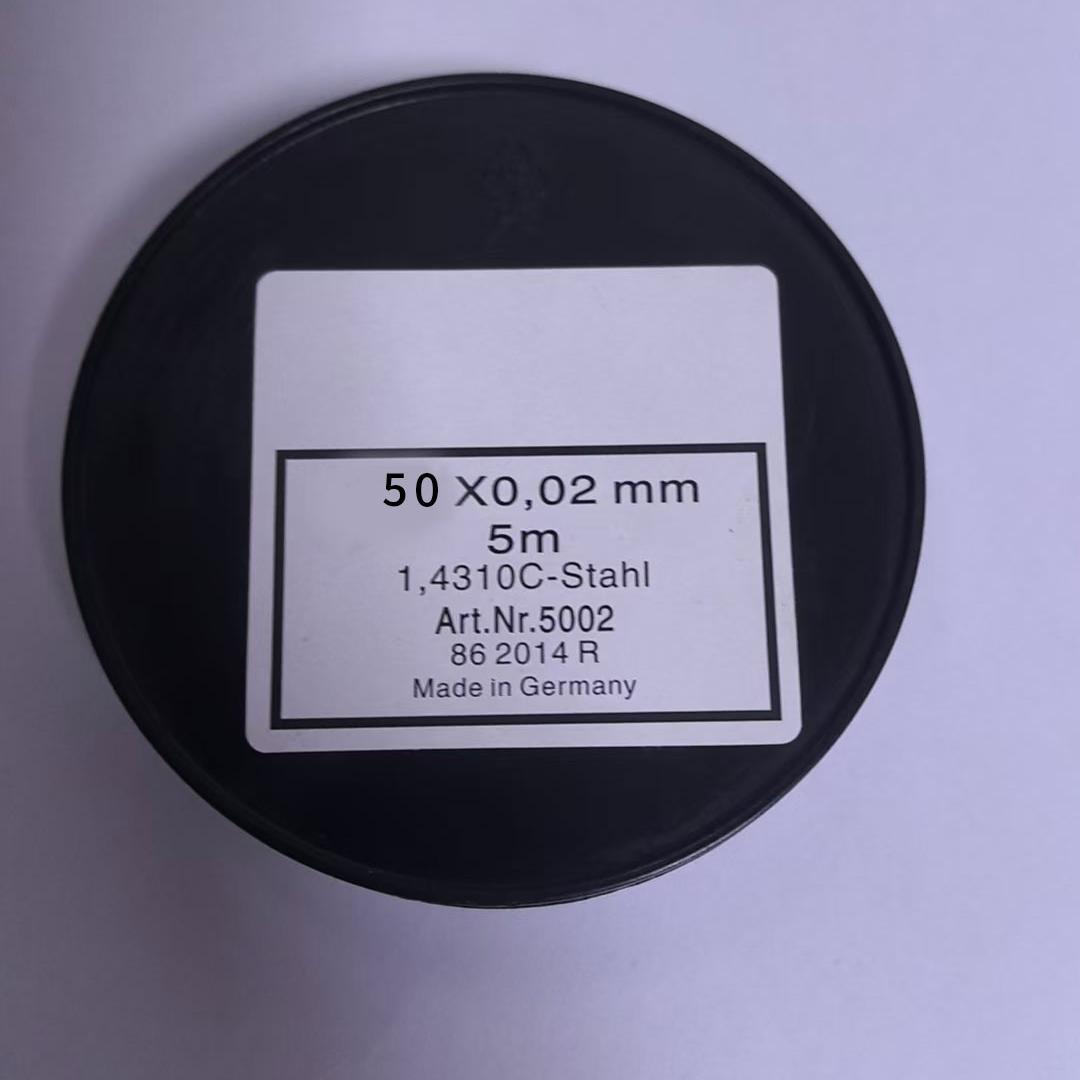 50 X0,02 mm
5m
1,4310C-Stahl
Art.Nr.5002
86 2014 R
Made in Germany